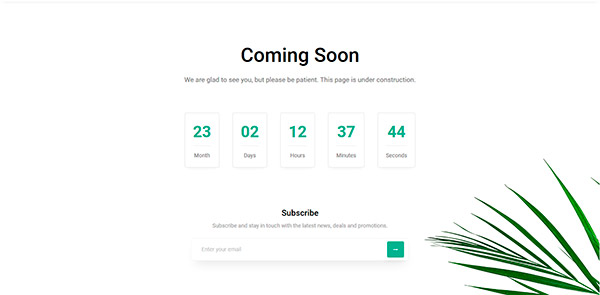 Coming Soon
We are glad to see you, but please be patient. This page is under construction.
23 02 12 37 44
Month Days Hours Minutes Seconds
Subscribe
Subscribe and stay in touch with the latest news, deals and promotions.
Enter your email